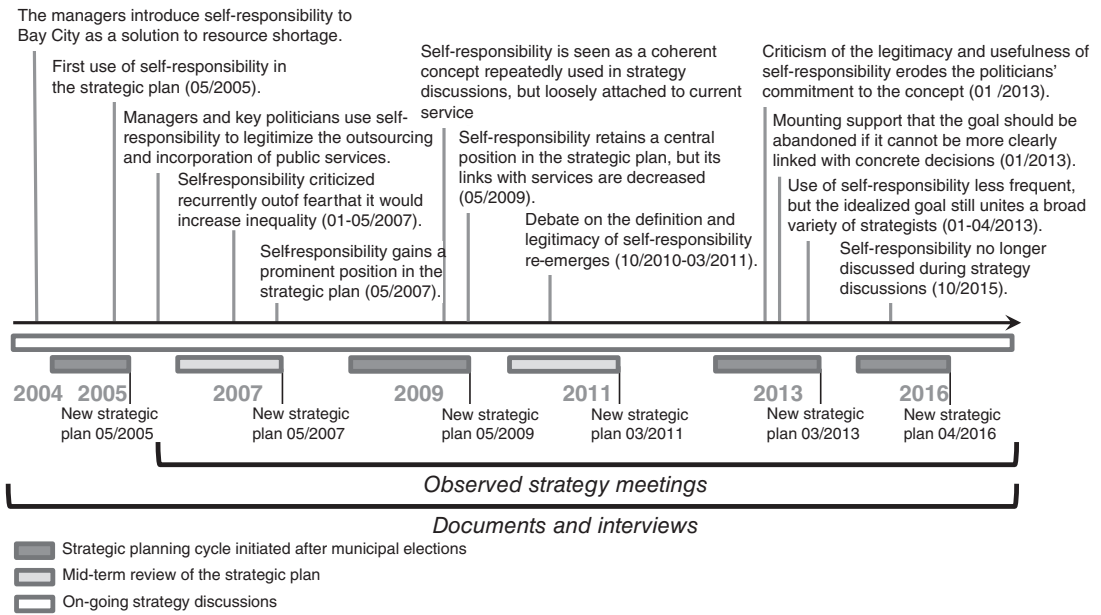 The managers introduce self-responsibility to
Bay City as a solution to resource shortage.
First use of self-responsibility in
the strategic plan (05/2005).
Managers and key politicians use self-
responsibility to legitimize the outsourcing
and incorporation of public services.
Self-responsibility criticized
recurrently outof fearthat it would
increase inequality (01-05/2007).
Self-responsibility gains a
prominent position in the
strategic plan (05/2007).
Self-responsibility is seen as a coherent
concept repeatedly used in strategy
discussions, but loosely attached to current
service
Self-responsibility retains a central
position in the strategic plan, but its
links with services are decreased
(05/2009).
Debate on the definition and
legitimacy of self-responsibility
re-emerges (10/2010-03/2011).
Criticism of the legitimacy and usefulness of
self-responsibility erodes the politicians'
commitment to the concept (01 /2013).
Mounting support that the goal should be
abandoned if it cannot be more clearly
linked with concrete decisions (01/2013).
Use of self-responsibility less frequent,
but the idealized goal still unites a broad
variety of strategists (01-04/2013).
Self-responsibility no longer
discussed during strategy
discussions (10/2015).
2004 2005 2007 2009 2011 2013 2016
New strategic
plan 05/2005
New strategic
plan 05/2007
New strategic
plan 05/2009
New strategic
plan 03/2011
New strategic
plan 03/2013
New strategic
plan 04/2016
Observed strategy meetings
Documents and interviews
Strategic planning cycle initiated after municipal elections
Mid-term review of the strategic plan
On-going strategy discussions